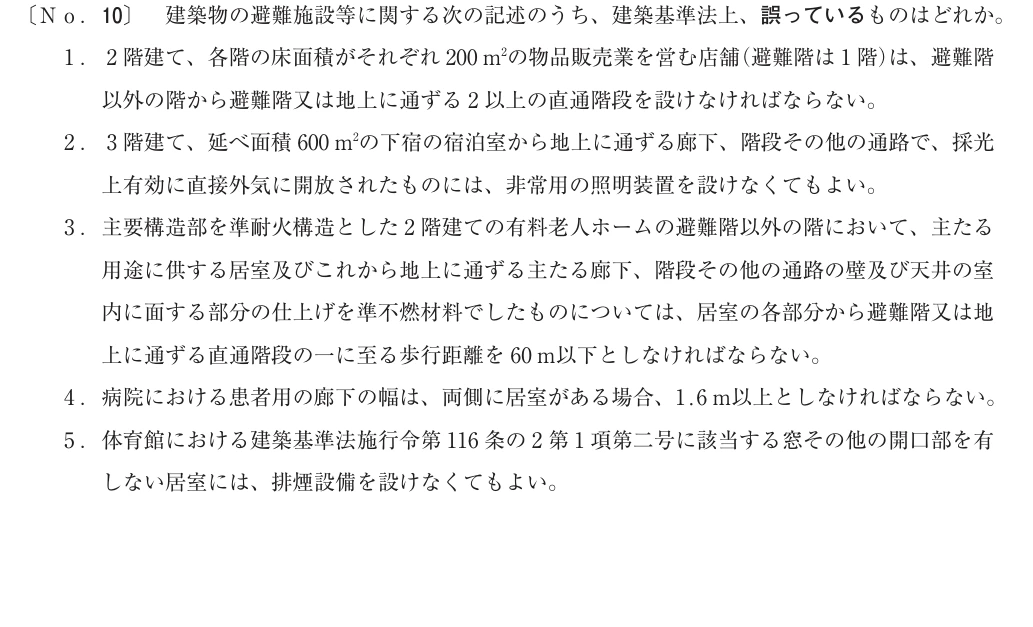 〔Ｎｏ．10〕　建築物の避難施設等に関する次の記述のうち、建築基準法上、誤っているものはどれか。
１．２階建て、各階の床面積がそれぞれ 200 m²の物品販売業を営む店舗(避難階は１階)は、避難階
以外の階から避難階又は地上に通ずる２以上の直通階段を設けなければならない。
２．３階建て、延べ面積 600 m²の下宿の宿泊室から地上に通ずる廊下、階段その他の通路で、採光
上有効に直接外気に開放されたものには、非常用の照明装置を設けなくてもよい。
３．主要構造部を準耐火構造とした２階建ての有料老人ホームの避難階以外の階において、主たる
用途に供する居室及びこれから地上に通ずる主たる廊下、階段その他の通路の壁及び天井の室
内に面する部分の仕上げを準不燃材料でしたものについては、居室の各部分から避難階又は地
上に通ずる直通階段の一に至る歩行距離を 60 m以下としなければならない。
４．病院における患者用の廊下の幅は、両側に居室がある場合、1.6 m以上としなければならない。
５．体育館における建築基準法施行令第 116 条の２第１項第二号に該当する窓その他の開口部を有
しない居室には、排煙設備を設けなくてもよい。